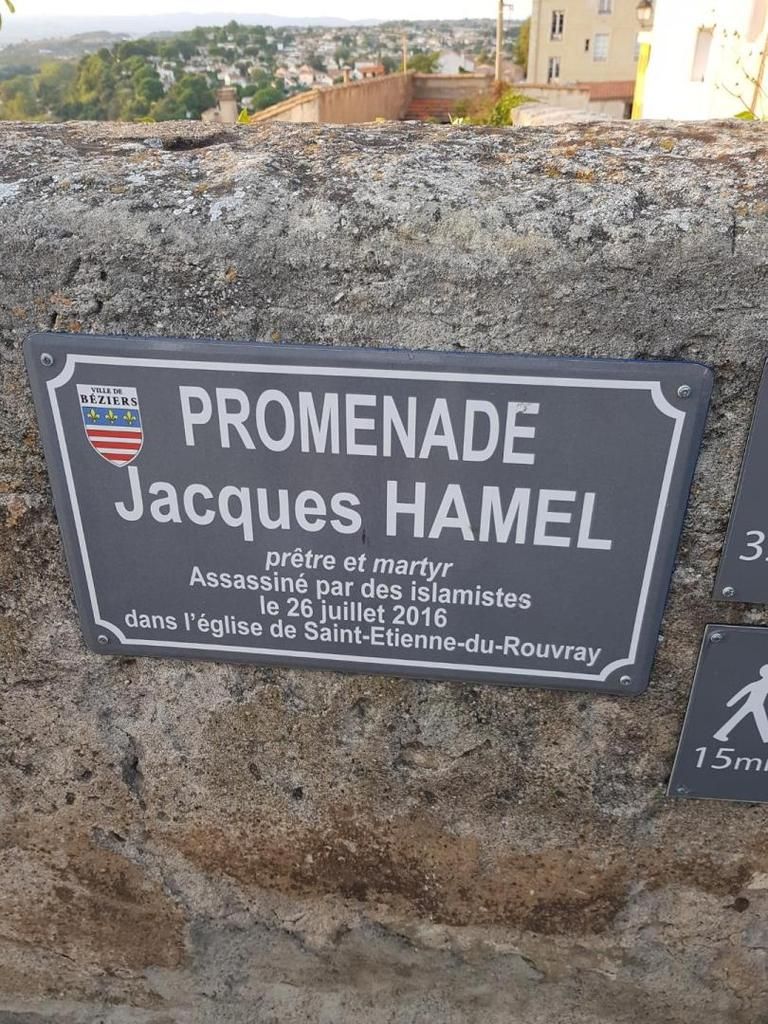 VILLE DE
BÉZIERS
PROMENADE
Jacques HAMEL
prêtre et martyr
Assassiné par des islamistes
le 26 juillet 2016
dans l'église de Saint-Etienne-du-Rouvray